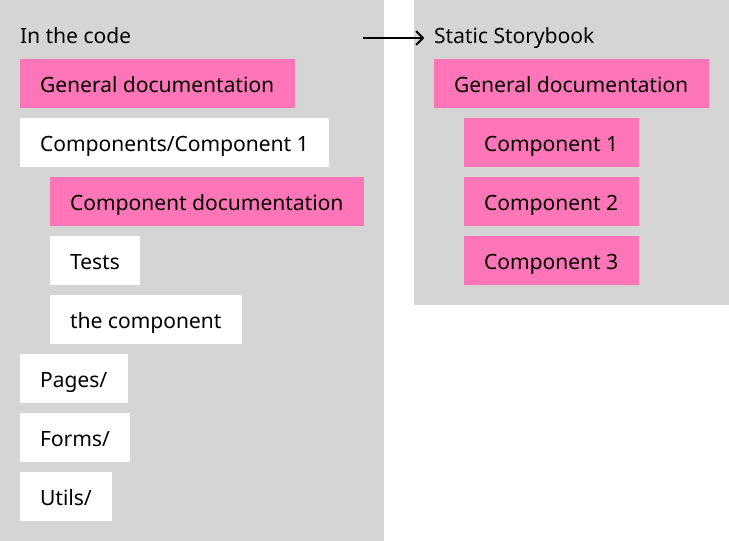 In the code
General documentation
Components/Component 1
Component documentation
Tests
the component
Pages/
Forms/
Utils/
Static Storybook
General documentation
Component 1
Component 2
Component 3